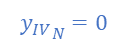 y_{IV_N} = 0